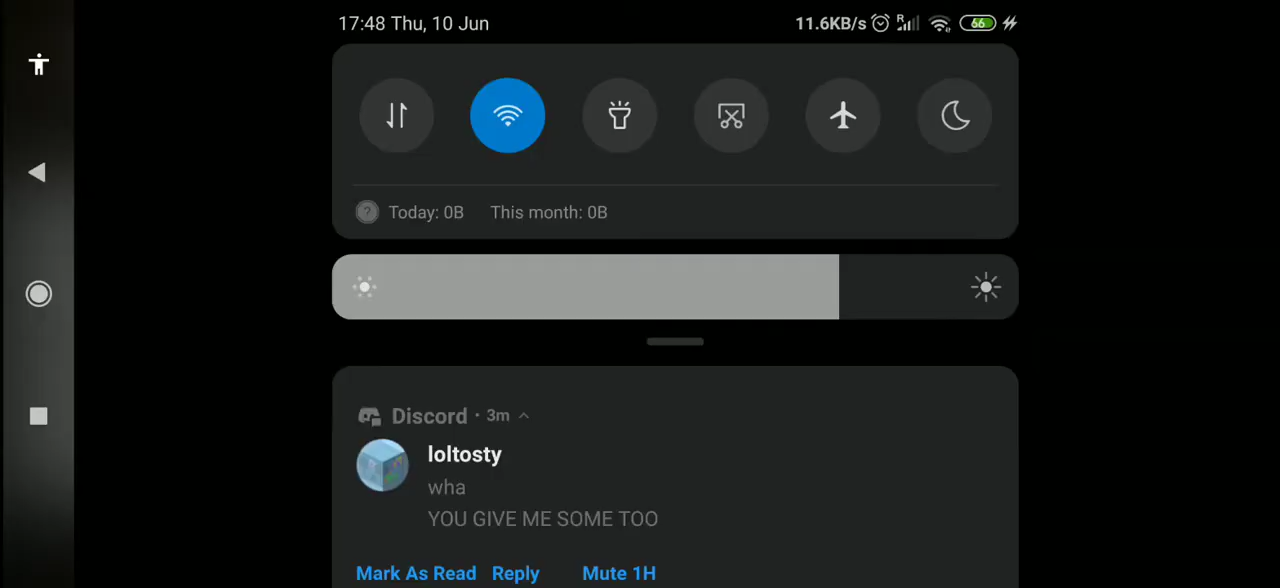 17:48 Thu, 10 Jun 11.6KB/s R 66
? Today: 0B This month: 0B
Discord · 3m
loltosty
wha
YOU GIVE ME SOME TOO
Mark As Read Reply Mute 1H